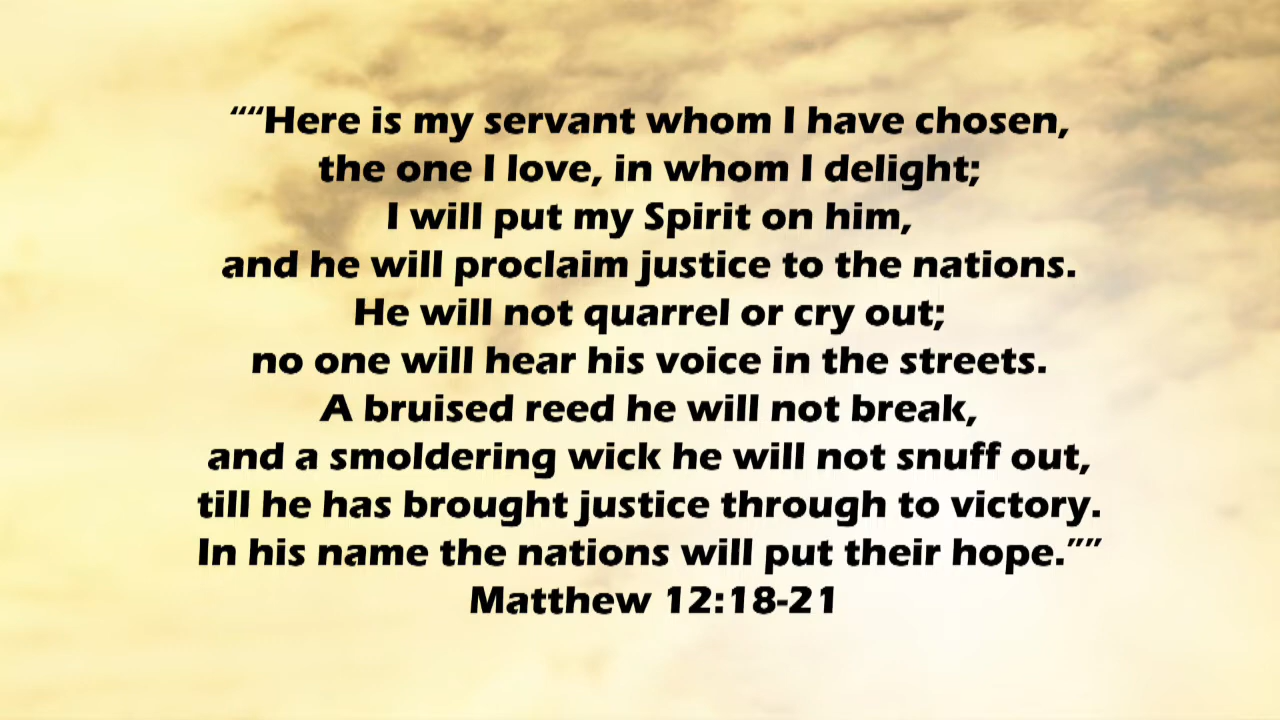 ““Here is my servant whom I have chosen,
the one I love, in whom I delight;
I will put my Spirit on him,
and he will proclaim justice to the nations.
He will not quarrel or cry out;
no one will hear his voice in the streets.
A bruised reed he will not break,
and a smoldering wick he will not snuff out,
till he has brought justice through to victory.
In his name the nations will put their hope.””
Matthew 12:18-21